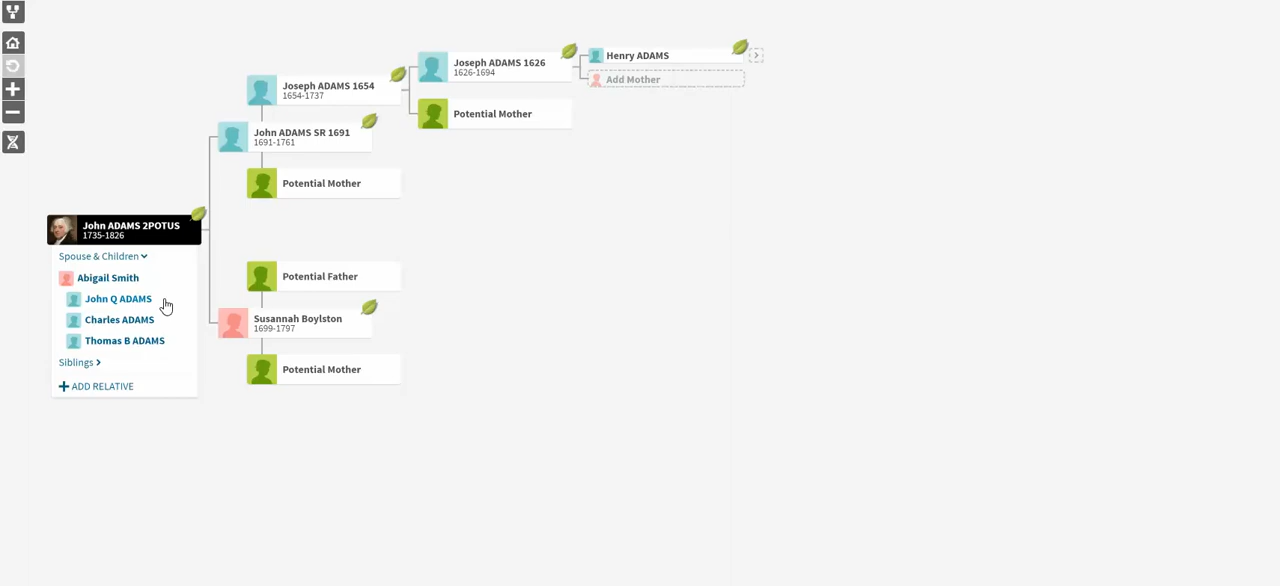 Henry ADAMS
Joseph ADAMS 1626
1626-1694
Add Mother
Joseph ADAMS 1654
1654-1737
Potential Mother
John ADAMS SR 1691
1691-1761
Potential Mother
John ADAMS 2POTUS
1735-1826
Spouse & Children
Abigail Smith
John Q ADAMS
Charles ADAMS
Thomas B ADAMS
Siblings
ADD RELATIVE
Potential Father
Susannah Boylston
1699-1797
Potential Mother